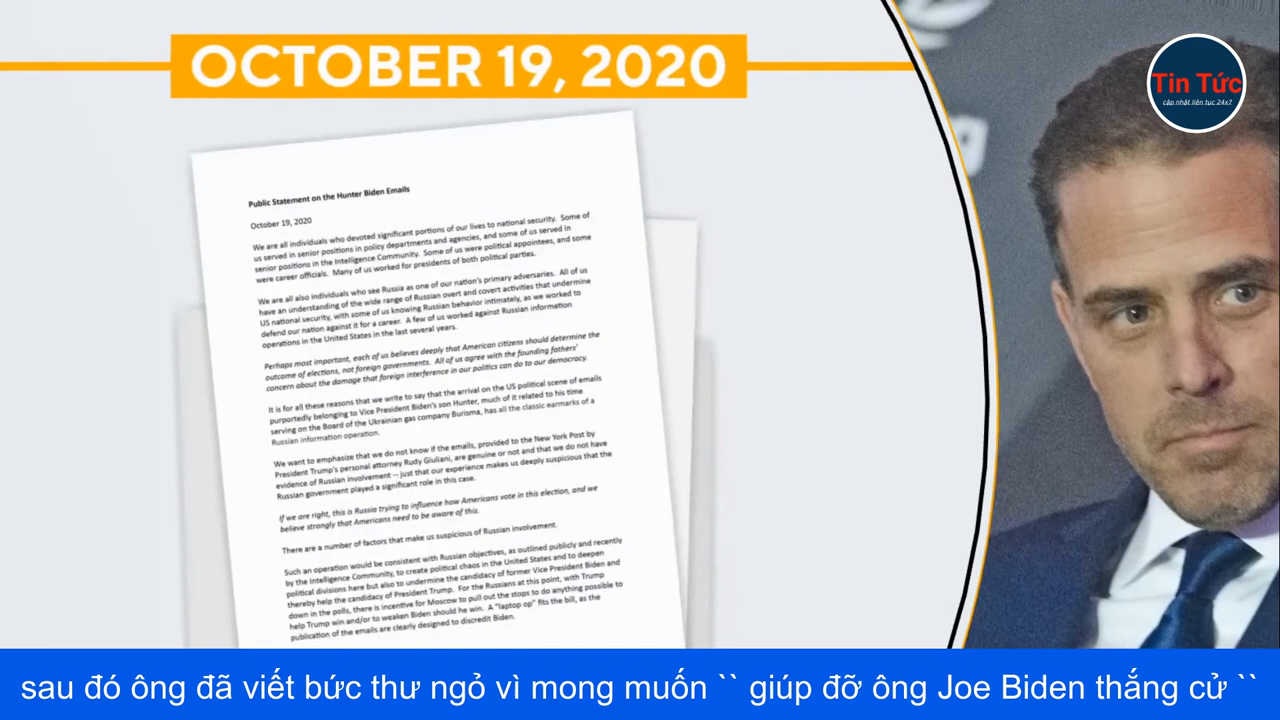 OCTOBER 19, 2020
Tin Tức
cập nhật liên tục 24x7
Public Statement on the Hunter Biden Emails
October 19, 2020
We are all individuals who devoted significant portions of our lives to national security. Some of
us served in senior positions in policy departments and agencies, and some of us served in
senior positions in the Intelligence Community. Some of us were political appointees, and some
were career officials. Many of us worked for presidents of both political parties.
We are all also individuals who see Russia as one of our nation's primary adversaries. All of us
have an understanding of the wide range of Russian overt and covert activities that undermine
US national security, with some of us knowing Russian behavior intimately, as we worked to
defend our nation against it for a career. A few of us worked against Russian information
operations in the United States in the last several years.
Perhaps most important, each of us believes deeply that American citizens should determine the
outcome of elections, not foreign governments. All of us agree with the founding fathers'
concern about the damage that foreign interference in our politics can do to our democracy.
It is for all these reasons that we write to say that the arrival on the US political scene of emails
purportedly belonging to Vice President Biden's son Hunter, much of it related to his time
serving on the Board of the Ukrainian gas company Burisma, has all the classic earmarks of a
Russian information operation.
We want to emphasize that we do not know if the emails, provided to the New York Post by
President Trump's personal attorney Rudy Giuliani, are genuine or not and that we do not have
evidence of Russian involvement -- just that our experience makes us deeply suspicious that the
Russian government played a significant role in this case.
If we are right, this is Russia trying to influence how Americans vote in this election, and we
believe strongly that Americans need to be aware of this.
There are a number of factors that make us suspicious of Russian involvement.
Such an operation would be consistent with Russian objectives, as outlined publicly and recently
by the Intelligence Community, to create political chaos in the United States and to deepen
political divisions here but also to undermine the candidacy of former Vice President Biden and
thereby help the candidacy of President Trump. For the Russians at this point, with Trump
down in the polls, there is incentive for Moscow to pull out the stops to do anything possible to
help Trump win and/or to weaken Biden should he win. A "laptop op" fits the bill, as the
publication of the emails are clearly designed to discredit Biden.
sau đó ông đã viết bức thư ngỏ vì mong muốn `` giúp đỡ ông Joe Biden thắng cử ``